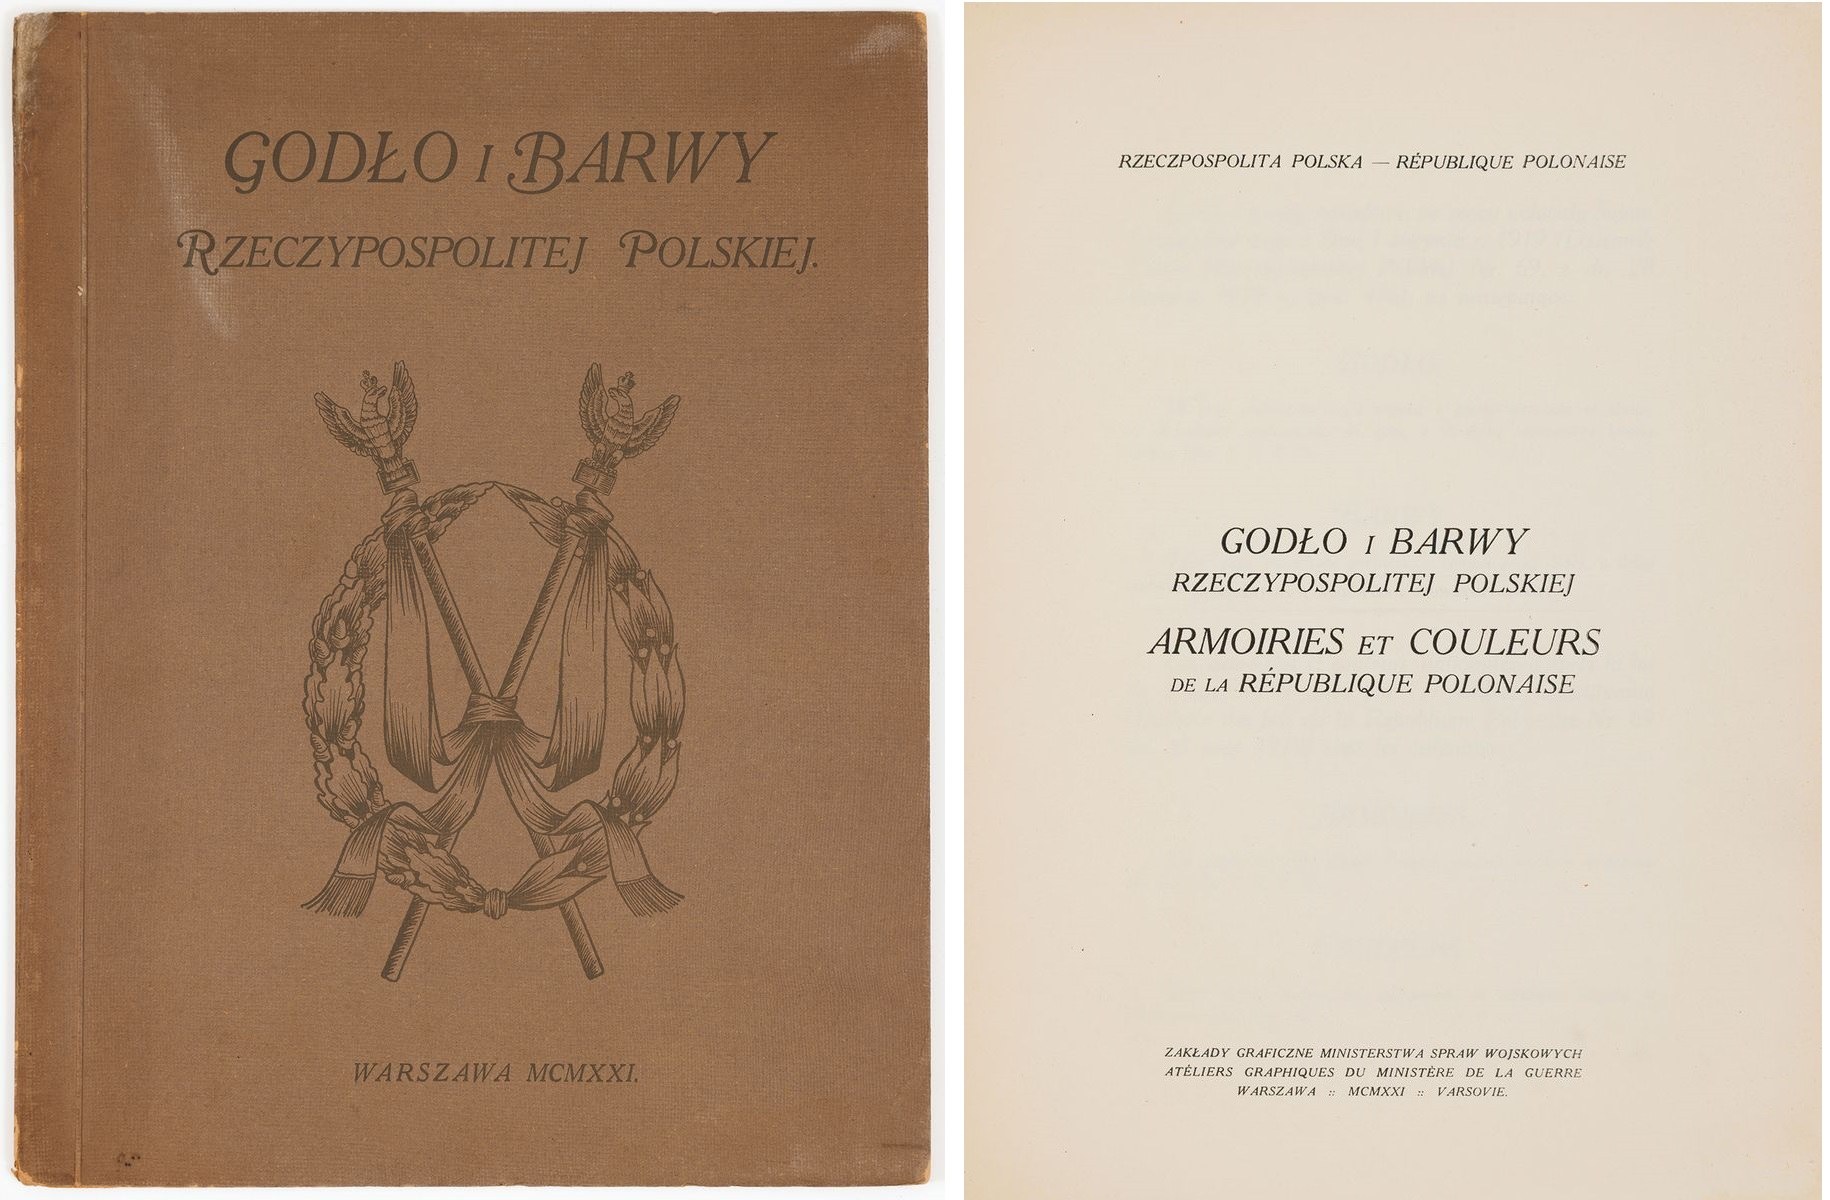 GODŁO I BARWY
RZECZYPOSPOLITEJ POLSKIEJ.
WARSZAWA MCMXXI.
RZECZPOSPOLITA POLSKA — RÉPUBLIQUE POLONAISE
GODŁO I BARWY
RZECZYPOSPOLITEJ POLSKIEJ
ARMOIRIES ET COULEURS
DE LA RÉPUBLIQUE POLONAISE
ZAKŁADY GRAFICZNE MINISTERSTWA SPRAW WOJSKOWYCH
ATÉLIERS GRAPHIQUES DU MINISTÈRE DE LA GUERRE
WARSZAWA :: MCMXXI :: VARSOVIE.